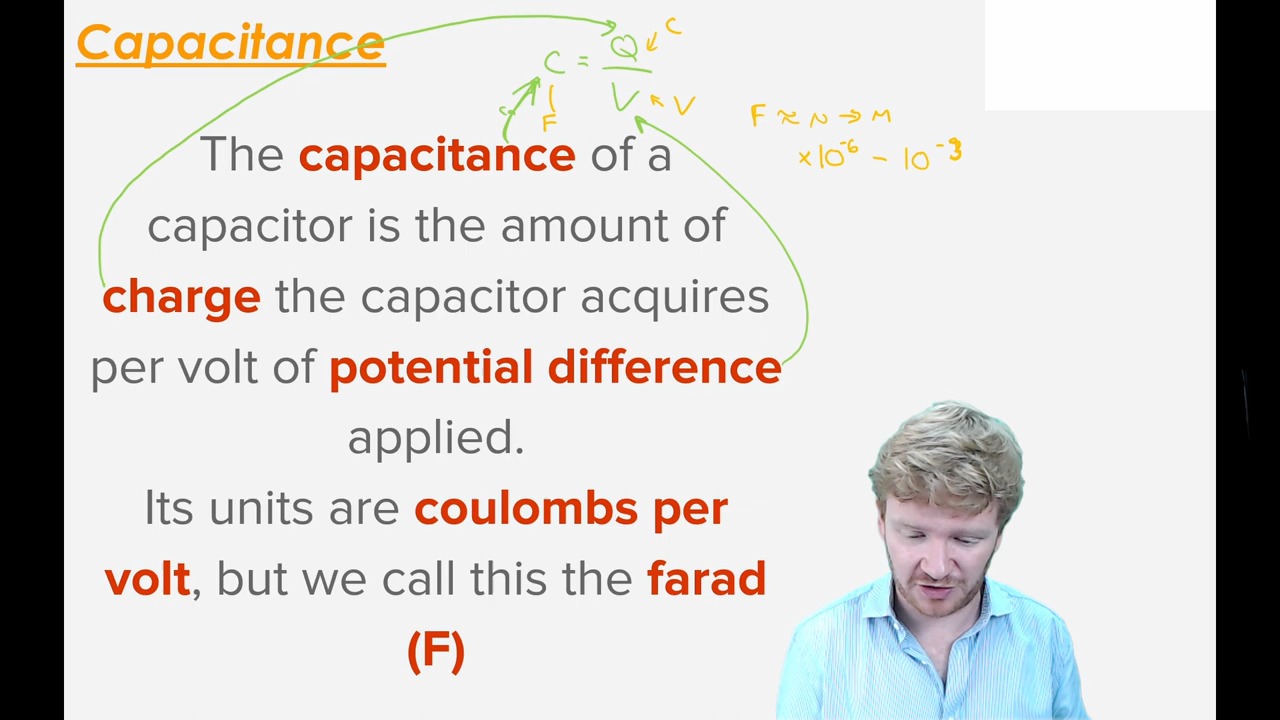 Capacitance
C = Q/V
C
V
F
F ≈ N → M
×10⁻⁶ – 10⁻³
The capacitance of a
capacitor is the amount of
charge the capacitor acquires
per volt of potential difference
applied.
Its units are coulombs per
volt, but we call this the farad
(F)